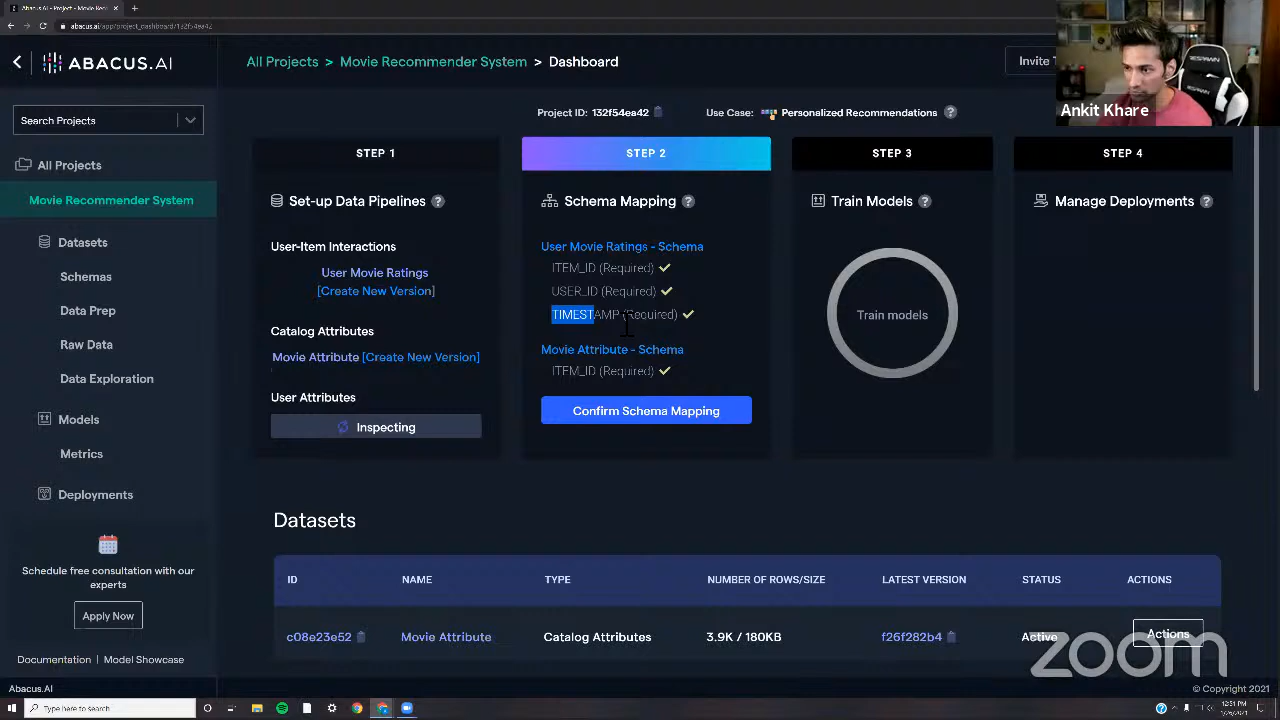 Abacus.AI - Project Reco
abacus.ai/app/project_dashboard/132f54ea42
ABACUS.AI
All Projects > Movie Recommender System > Dashboard
Invite
Ankit Khare
RESPAWN
Search Projects
All Projects
Movie Recommender System
Datasets
Schemas
Data Prep
Raw Data
Data Exploration
Models
Metrics
Deployments
Schedule free consultation with our
experts
Apply Now
Documentation | Model Showcase
Project ID: 132f54ea42
Use Case: Personalized Recommendations
STEP 1
Set-up Data Pipelines
User-Item Interactions
User Movie Ratings
[Create New Version]
Catalog Attributes
Movie Attribute [Create New Version]
User Attributes
Inspecting
STEP 2
Schema Mapping
User Movie Ratings - Schema
ITEM_ID (Required)
USER_ID (Required)
TIMESTAMP (Required)
Movie Attribute - Schema
ITEM_ID (Required)
Confirm Schema Mapping
STEP 3
Train Models
Train models
STEP 4
Manage Deployments
Datasets
ID NAME TYPE NUMBER OF ROWS/SIZE LATEST VERSION STATUS ACTIONS
c08e23e52 Movie Attribute Catalog Attributes 3.9K / 180KB f26f282b4 Active Actions
zoom
Abacus.AI
© Copyright 2021
Type here to search
12:51 PM
1/26/2021